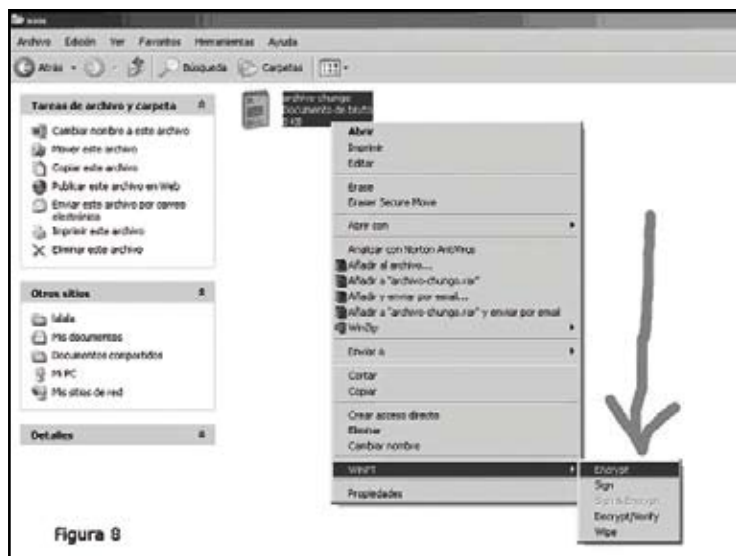 Archivo Edición Ver Favoritos Herramientas Ayuda
Atrás Búsqueda Carpetas
Tareas de archivo y carpeta
Cambiar nombre a este archivo
Mover este archivo
Copiar este archivo
Publicar este archivo en Web
Enviar este archivo por correo
electrónico
Imprimir este archivo
Eliminar este archivo
Otros sitios
lalala
Mis documentos
Documentos compartidos
Mi PC
Mis sitios de red
Detalles
archivo-chungo
Documento de texto
Abrir
Imprimir
Editar
Erase
Eraser Secure Move
Abrir con
Analizar con Norton AntiVirus
Añadir al archivo...
Añadir a "archivo-chungo.rar"
Añadir y enviar por email...
Añadir a "archivo-chungo.rar" y enviar por email
WinZip
Enviar a
Cortar
Copiar
Crear acceso directo
Eliminar
Cambiar nombre
WinPT
Propiedades
Encrypt
Sign
Sign & Encrypt
Decrypt/Verify
Wipe
Figura 8